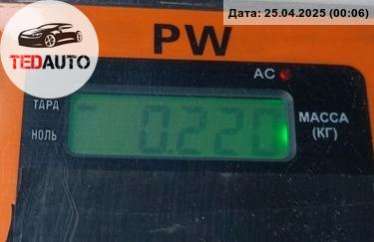 Дата: 25.04.2025 (00:06)
TEDAUTO
PW
AC
ТАРА
НОЛЬ
0.220
МАССА
(КГ)